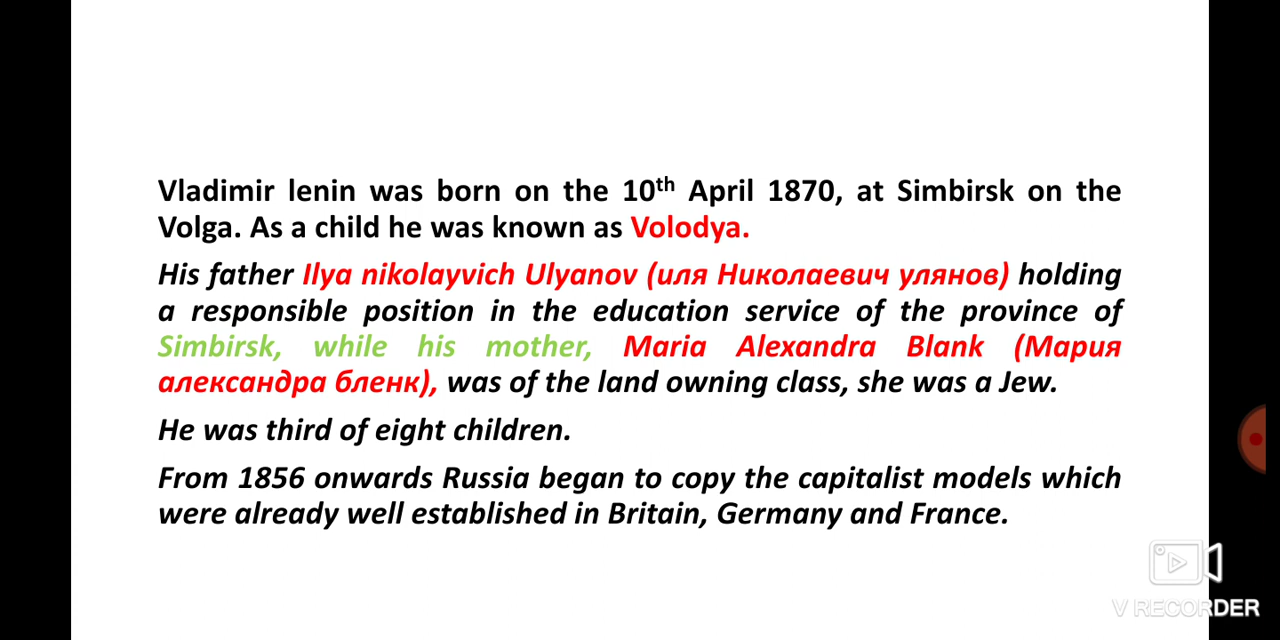 Vladimir lenin was born on the 10th April 1870, at Simbirsk on the
Volga. As a child he was known as Volodya.
His father Ilya nikolayvich Ulyanov (иля Николаевич улянов) holding
a responsible position in the education service of the province of
Simbirsk, while his mother, Maria Alexandra Blank (Мария
александра бленк), was of the land owning class, she was a Jew.
He was third of eight children.
From 1856 onwards Russia began to copy the capitalist models which
were already well established in Britain, Germany and France.
V RECORDER